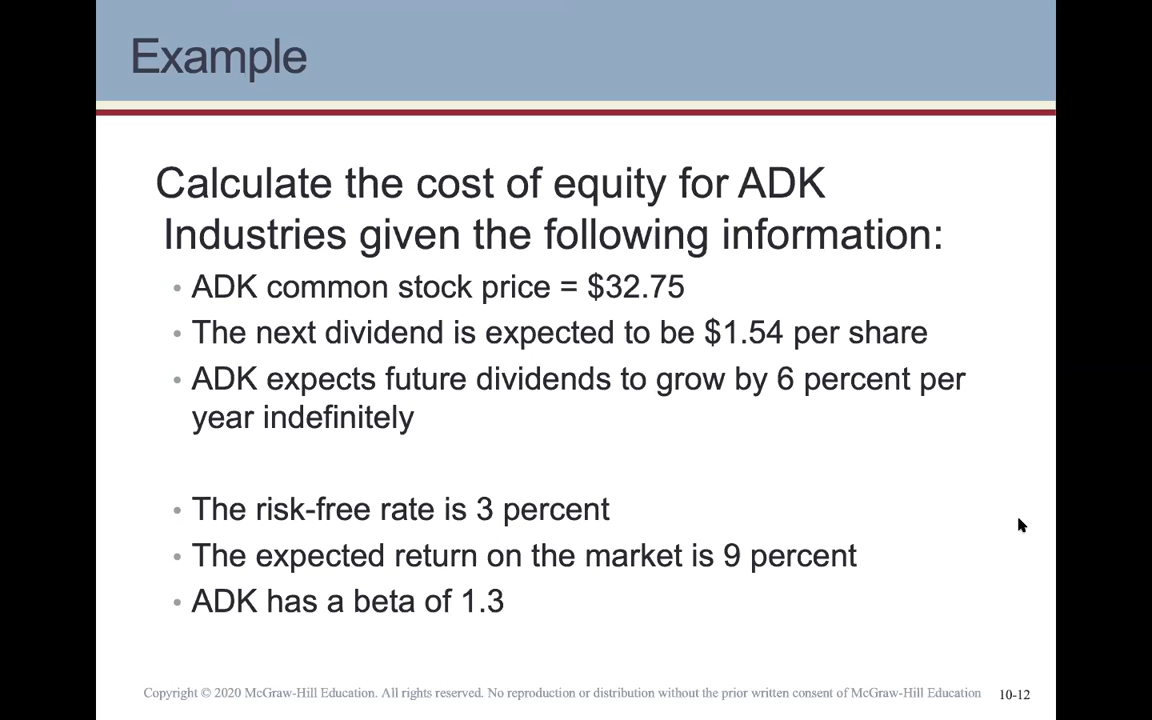 Example
Calculate the cost of equity for ADK
Industries given the following information:
• ADK common stock price = $32.75
• The next dividend is expected to be $1.54 per share
• ADK expects future dividends to grow by 6 percent per
year indefinitely
• The risk-free rate is 3 percent
• The expected return on the market is 9 percent
• ADK has a beta of 1.3
Copyright © 2020 McGraw-Hill Education. All rights reserved. No reproduction or distribution without the prior written consent of McGraw-Hill Education 10-12